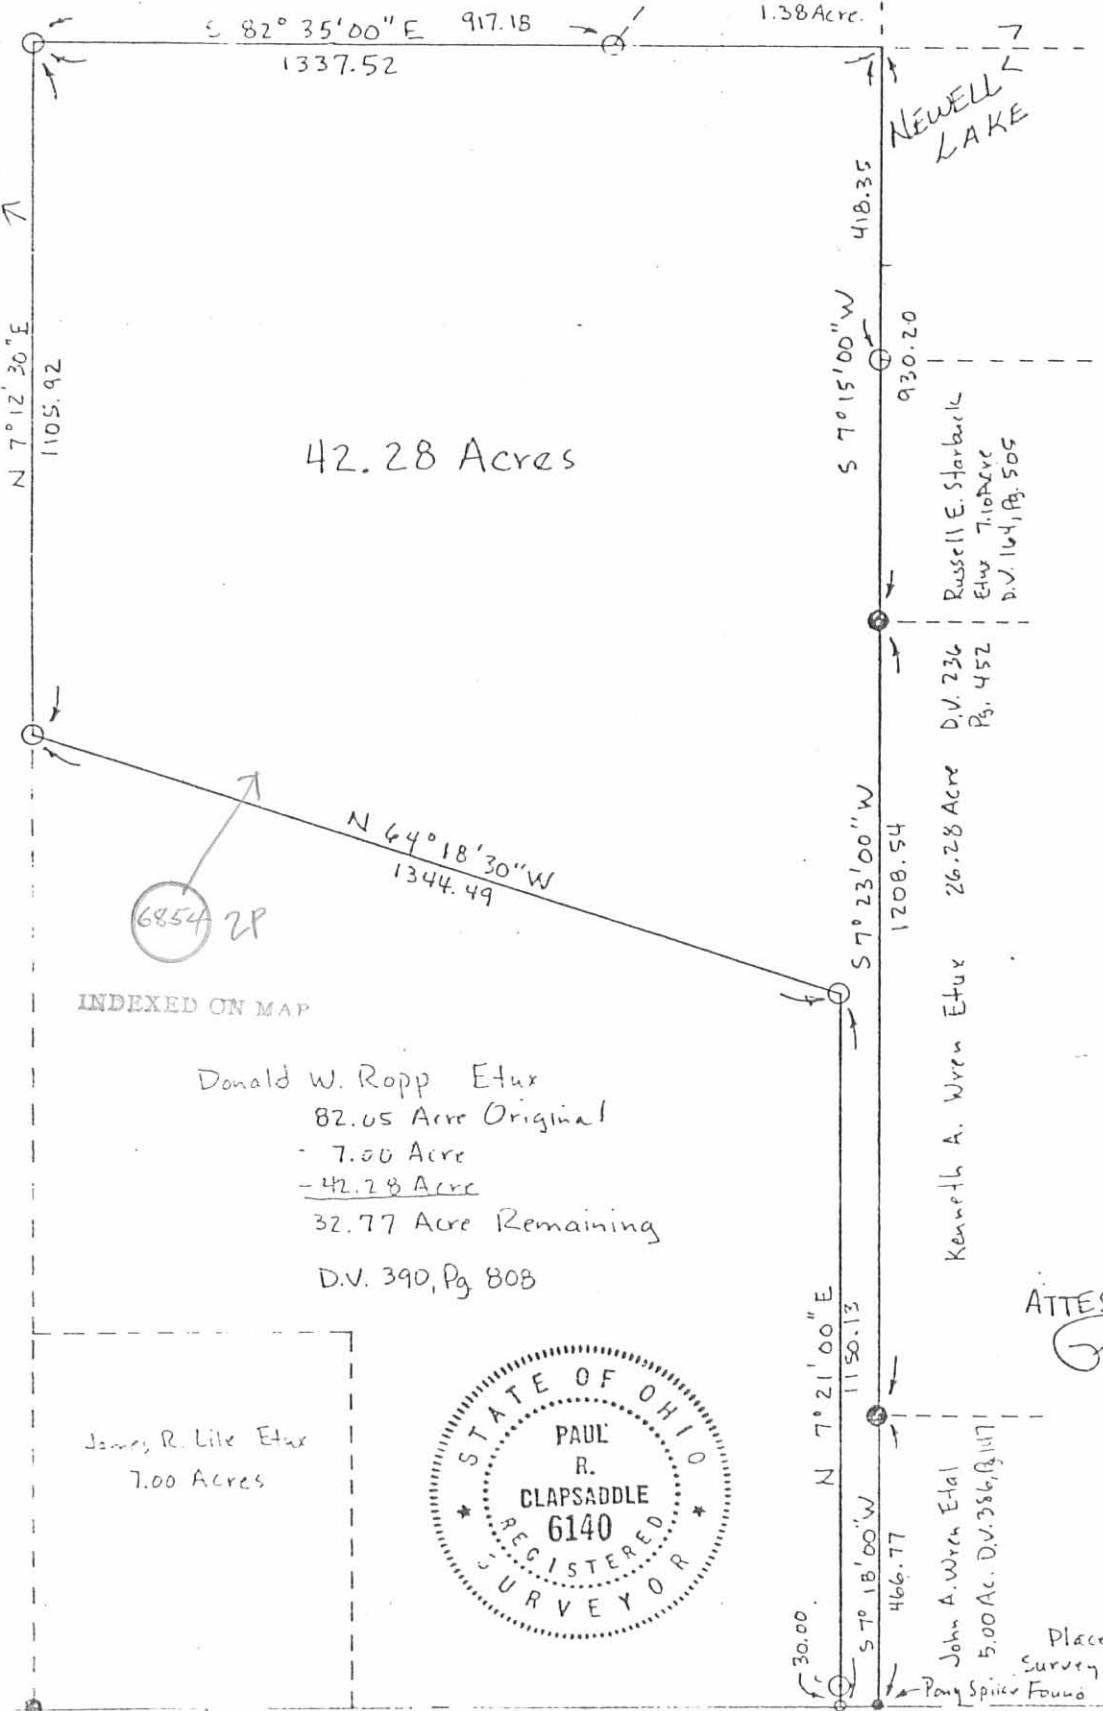 S 82° 35' 00" E 917.18
1337.52
1.38 Acre.
NEWELL
LAKE
N 7° 12' 30" E
1105.92
42.28 Acres
S 7° 15' 00" W 418.35
930.20
Russell E. Starbuck
Etux 7.10 Acre
D.V. 164, Pg. 505
N 64° 18' 30" W
1344.49
6854 2P
INDEXED ON MAP
S 7° 23' 00" W
1208.54
Kenneth A. Wren Etux 26.28 Acre D.V. 236
Pg. 452
Donald W. Ropp Etux
82.05 Acre Original
- 7.00 Acre
- 42.28 Acre
32.77 Acre Remaining
D.V. 390, Pg 808
N 7° 21' 00" E
1150.13
ATTES
James R. Lile Etux
7.00 Acres
STATE OF OHIO
PAUL
R.
CLAPSADDLE
6140
REGISTERED
SURVEYOR
S 7° 18' 00" W
466.77
John A. Wren Etal
5.00 Ac. D.V. 386, Pg 147
30.00
Place
Survey
Found